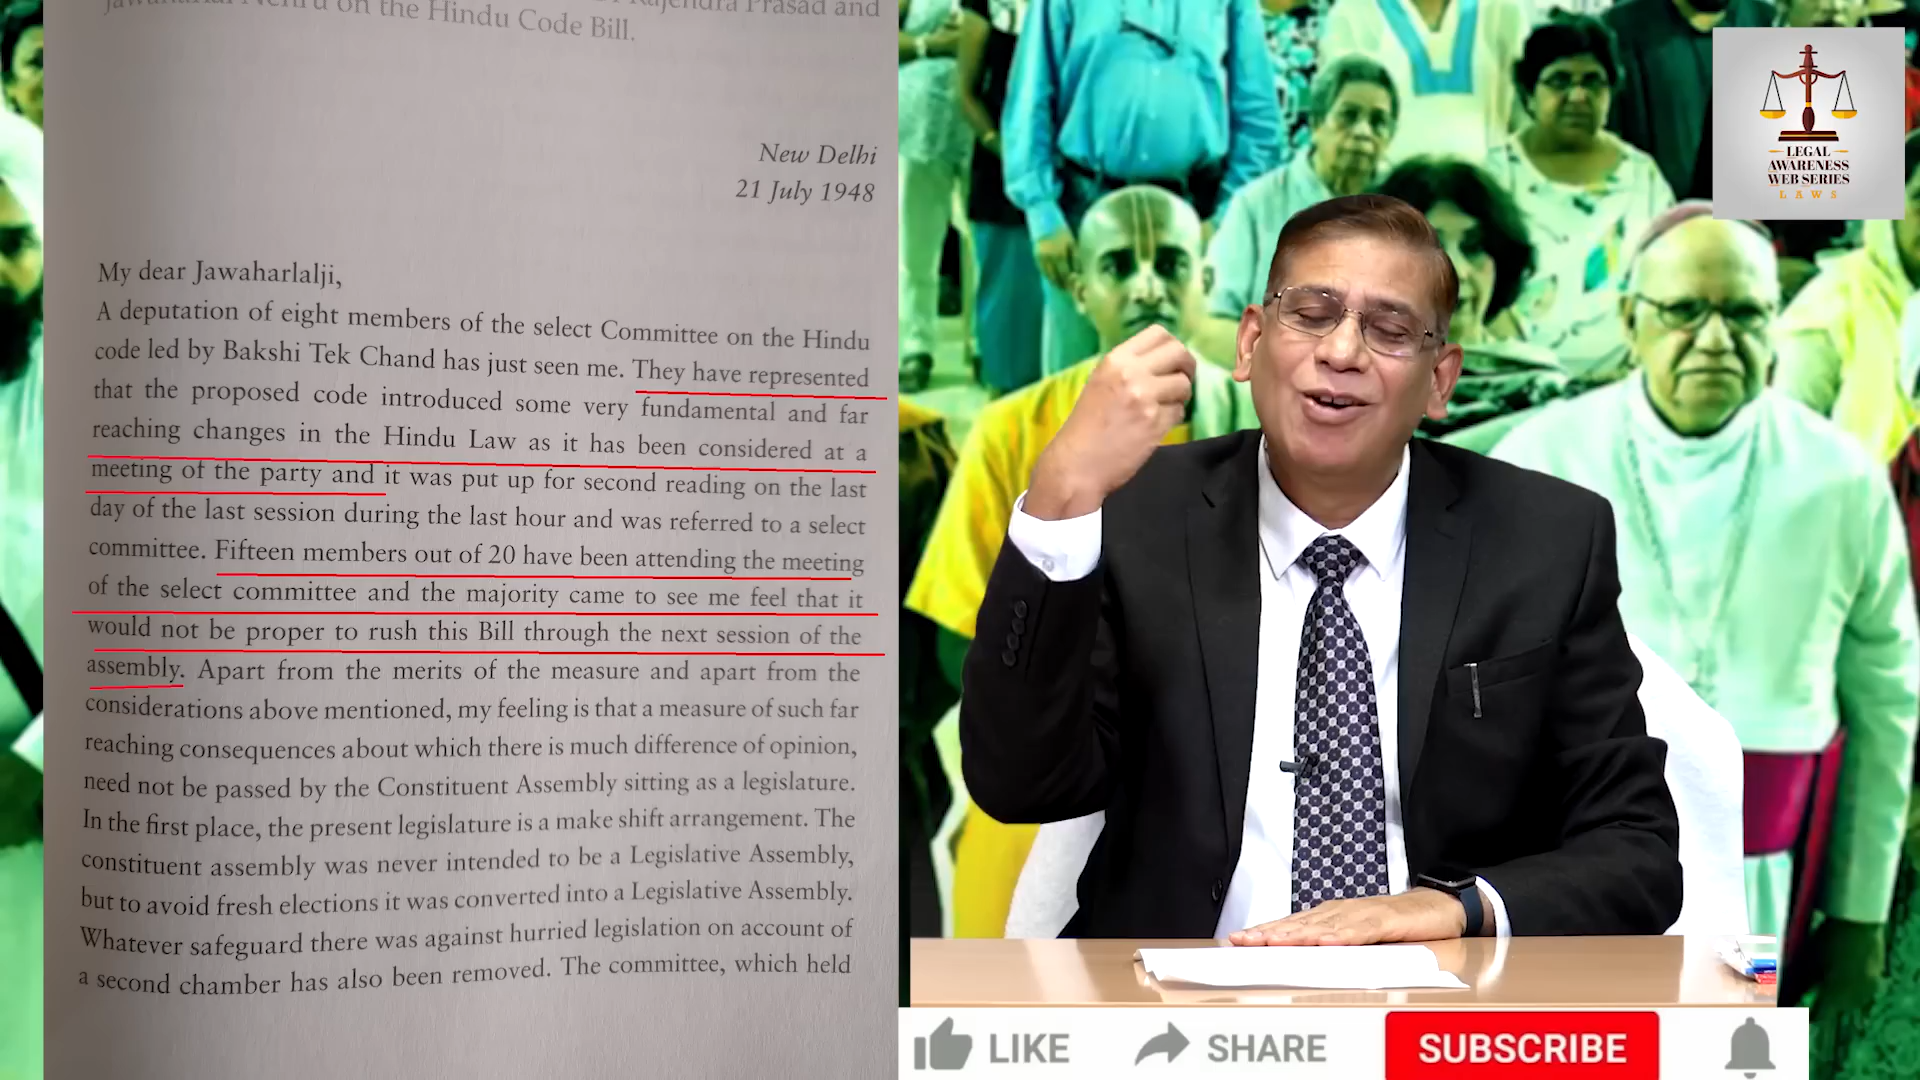 Jawaharlal Nehru on the Hindu Code Bill.
Rajendra Prasad and
New Delhi
21 July 1948
My dear Jawaharlalji,
A deputation of eight members of the select Committee on the Hindu
code led by Bakshi Tek Chand has just seen me. They have represented
that the proposed code introduced some very fundamental and far
reaching changes in the Hindu Law as it has been considered at a
meeting of the party and it was put up for second reading on the last
day of the last session during the last hour and was referred to a select
committee. Fifteen members out of 20 have been attending the meeting
of the select committee and the majority came to see me feel that it
would not be proper to rush this Bill through the next session of the
assembly. Apart from the merits of the measure and apart from the
considerations above mentioned, my feeling is that a measure of such far
reaching consequences about which there is much difference of opinion,
need not be passed by the Constituent Assembly sitting as a legislature.
In the first place, the present legislature is a make shift arrangement. The
constituent assembly was never intended to be a Legislative Assembly,
but to avoid fresh elections it was converted into a Legislative Assembly.
Whatever safeguard there was against hurried legislation on account of
a second chamber has also been removed. The committee, which held
LEGAL
AWARENESS
WEB SERIES
LAWS
LIKE
SHARE
SUBSCRIBE